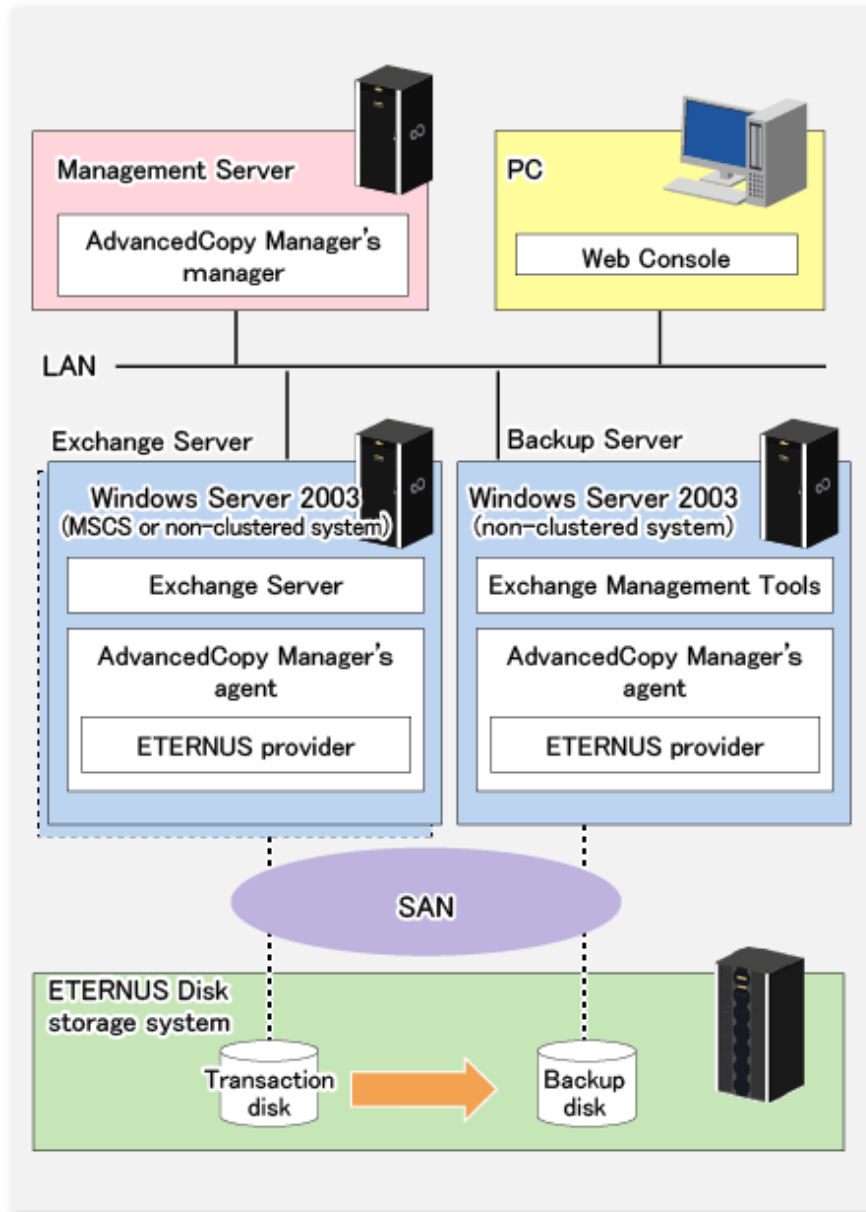 Management Server
AdvancedCopy Manager's
manager
PC
Web Console
LAN
Exchange Server
Windows Server 2003
(MSCS or non-clustered system)
Exchange Server
AdvancedCopy Manager's
agent
ETERNUS provider
Backup Server
Windows Server 2003
(non-clustered system)
Exchange Management Tools
AdvancedCopy Manager's
agent
ETERNUS provider
SAN
ETERNUS Disk
storage system
Transaction
disk
Backup
disk